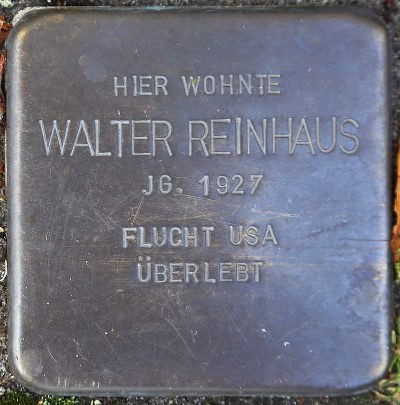 HIER WOHNTE
WALTER REINHAUS
JG. 1927
FLUCHT USA
ÜBERLEBT